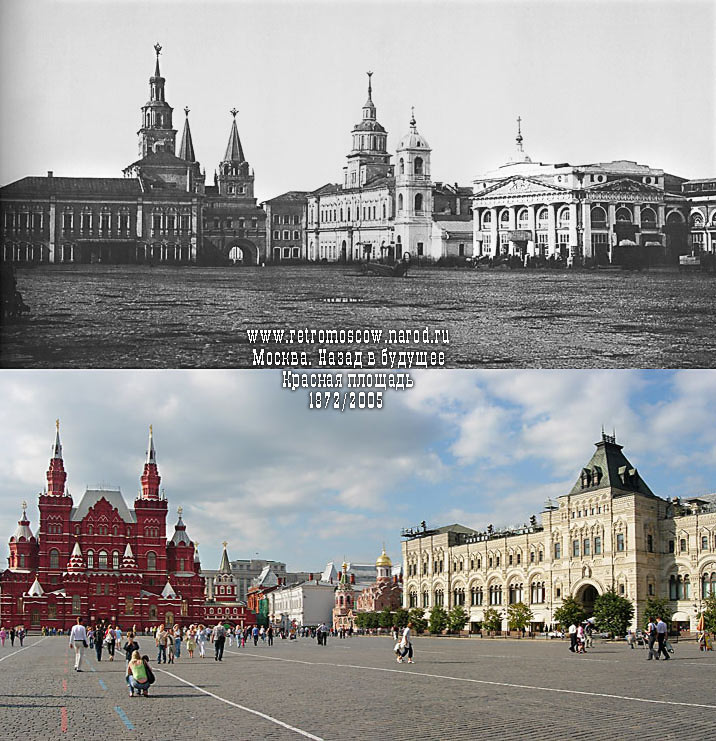 www.retromoscow.narod.ru
Москва. Назад в будущее
Красная площадь
1872/2005